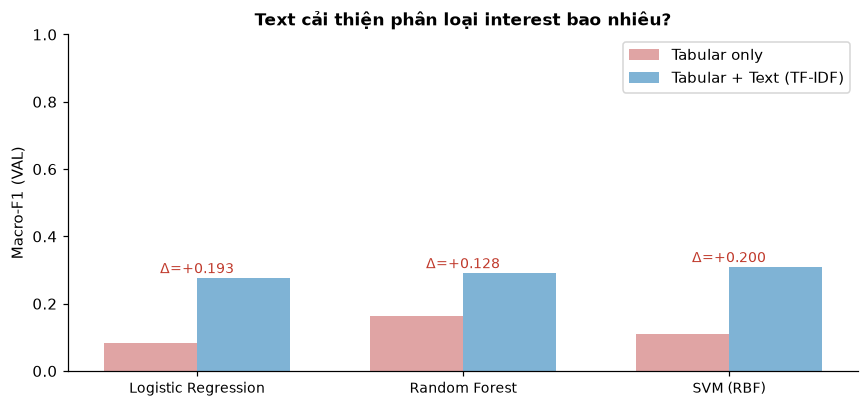 Text cải thiện phân loại interest bao nhiêu?
Tabular only
Tabular + Text (TF-IDF)
Macro-F1 (VAL)
1.0
0.8
0.6
0.4
0.2
0.0
Δ=+0.193
Δ=+0.128
Δ=+0.200
Logistic Regression
Random Forest
SVM (RBF)